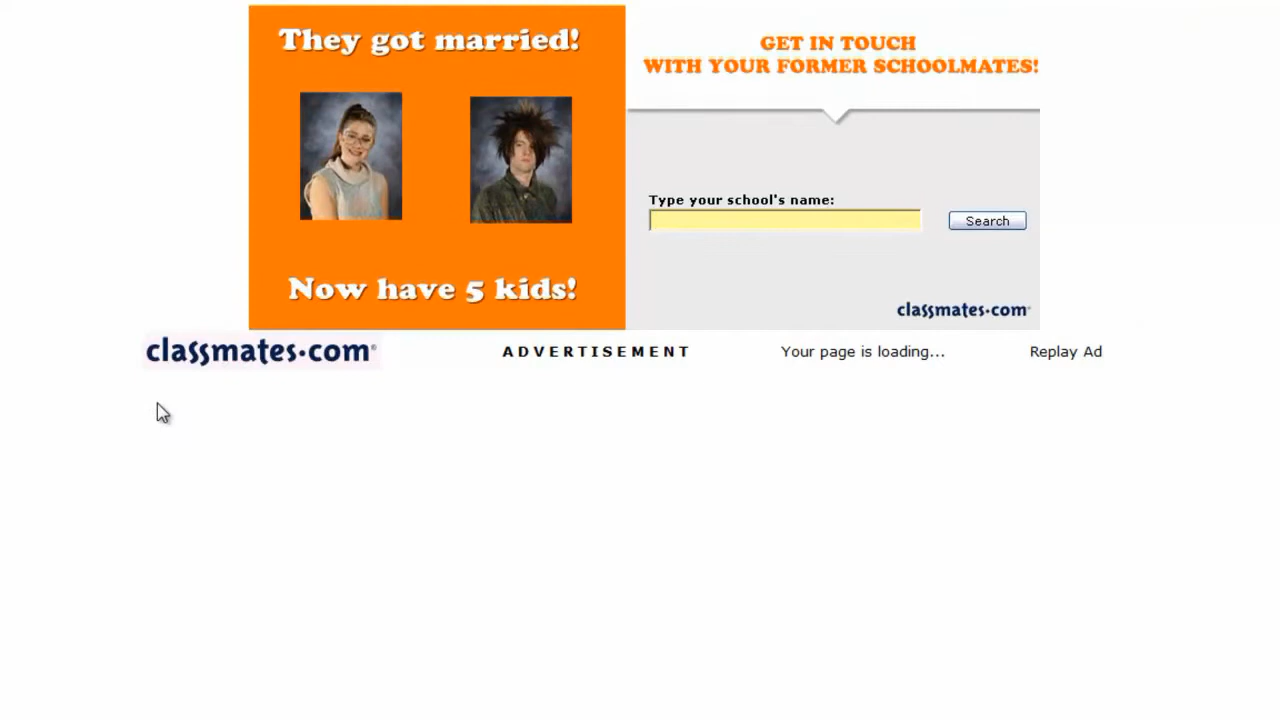 They got married!
Now have 5 kids!
GET IN TOUCH
WITH YOUR FORMER SCHOOLMATES!
Type your school's name:
Search
classmates.com
classmates.com®
ADVERTISEMENT
Your page is loading...
Replay Ad